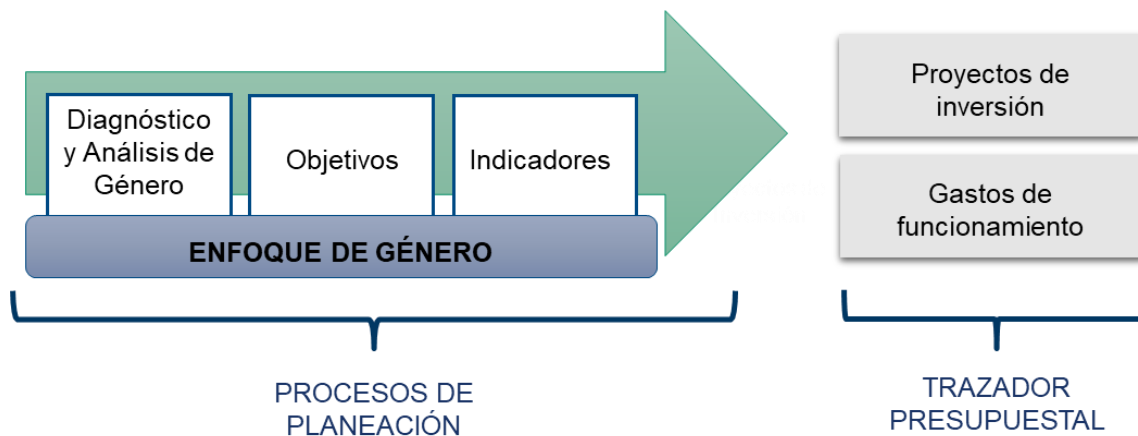 Diagnóstico
y Análisis de
Género
Objetivos
Indicadores
ENFOQUE DE GÉNERO
PROCESOS DE
PLANEACIÓN
Proyectos de
inversión
Gastos de
funcionamiento
TRAZADOR
PRESUPUESTAL